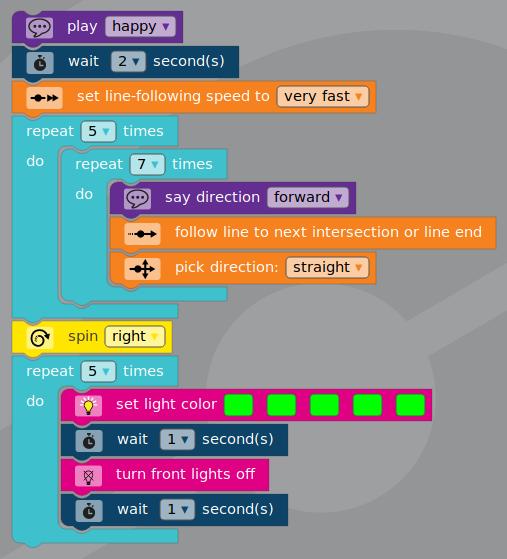 play happy
wait 2 second(s)
set line-following speed to very fast
repeat 5 times
do
repeat 7 times
do
say direction forward
follow line to next intersection or line end
pick direction: straight
spin right
repeat 5 times
do
set light color
wait 1 second(s)
turn front lights off
wait 1 second(s)